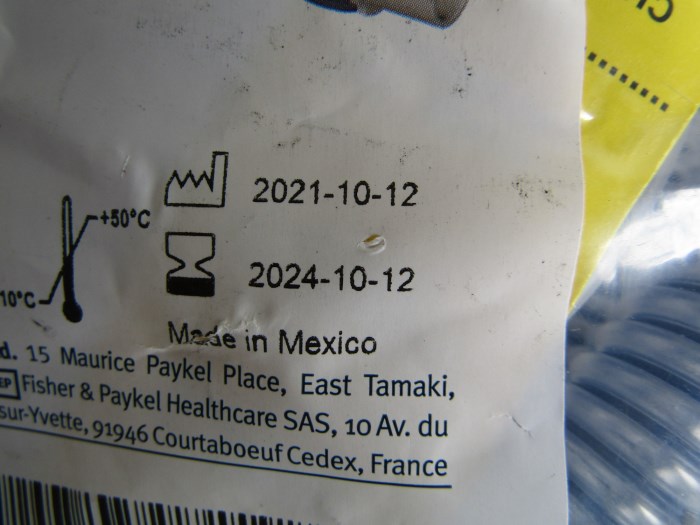 2021-10-12
+50°C
2024-10-12
10°C
Made in Mexico
d. 15 Maurice Paykel Place, East Tamaki,
EP Fisher & Paykel Healthcare SAS, 10 Av. du
sur-Yvette, 91946 Courtaboeuf Cedex, France